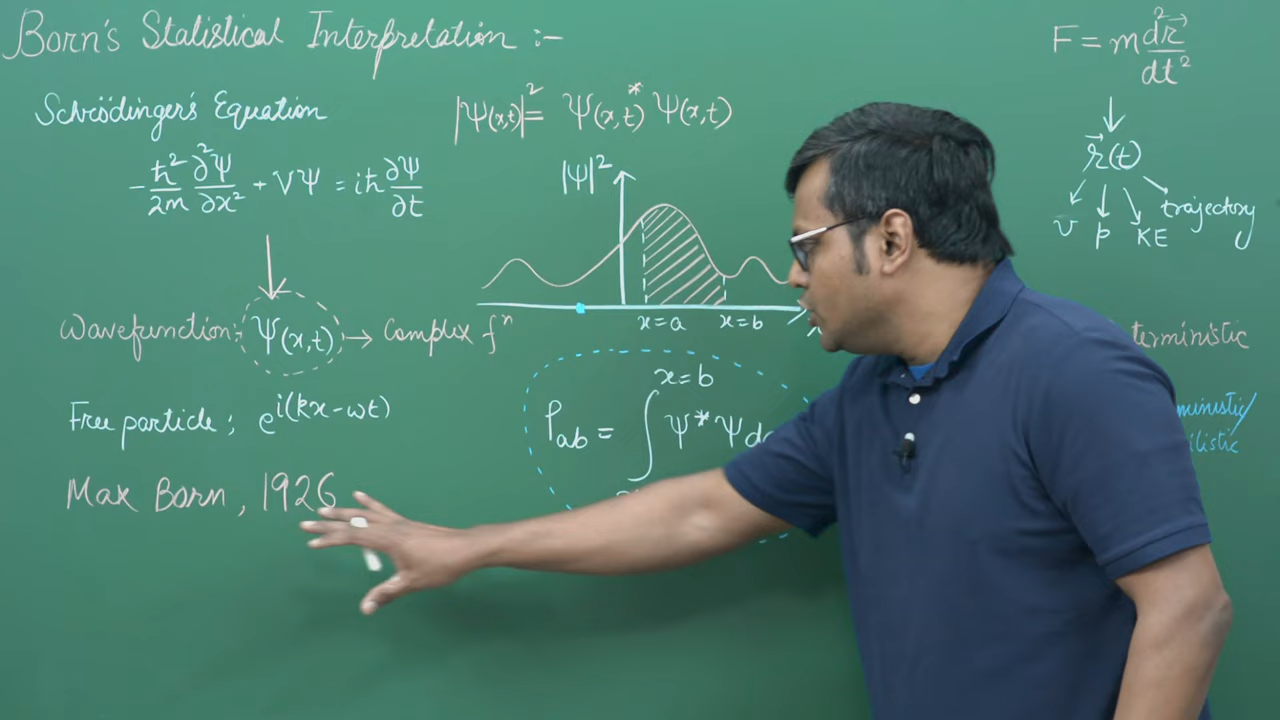 Born's Statistical Interpretation :-
Schrödinger's Equation
-ℏ²/2m ∂²Ψ/∂x² + VΨ = iℏ ∂Ψ/∂t
Wavefunction:- Ψ(x,t) → Complex fⁿ
Free particle ; e^i(kx-ωt)
Max Born , 1926
|Ψ(x,t)|² = Ψ(x,t)* Ψ(x,t)
|Ψ|²
x=a x=b
x=b
P_ab = ∫ Ψ*Ψ
F = m d²r⃗/dt²
r⃗(t)
v p KE trajectory